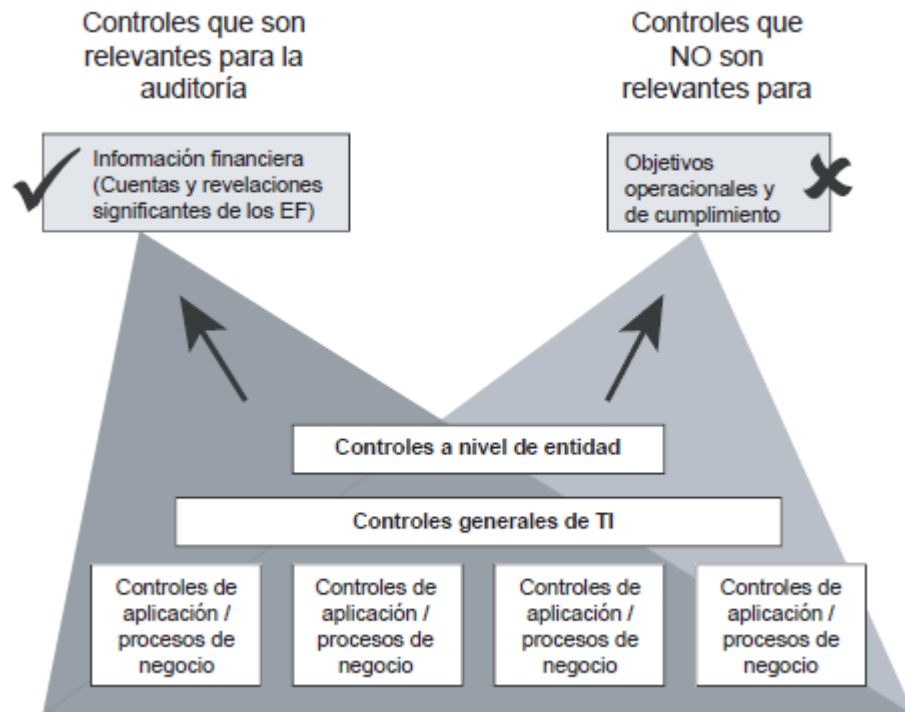 Controles que son
relevantes para la
auditoría
Controles que
NO son
relevantes para
Información financiera
(Cuentas y revelaciones
significantes de los EF)
Objetivos
operacionales y
de cumplimiento
Controles a nivel de entidad
Controles generales de TI
Controles de
aplicación /
procesos de
negocio
Controles de
aplicación /
procesos de
negocio
Controles de
aplicación /
procesos de
negocio
Controles de
aplicación /
procesos de
negocio